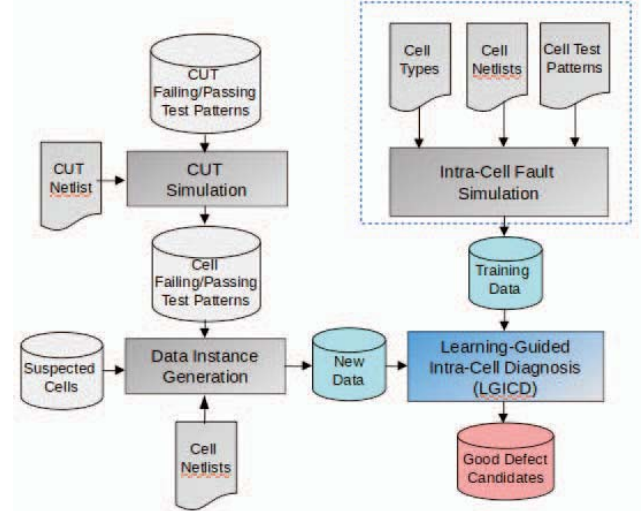 CUT
Failing/Passing
Test Patterns
CUT
Netlist
CUT
Simulation
Cell
Failing/Passing
Test Patterns
Suspected
Cells
Data Instance
Generation
Cell
Netlists
New
Data
Cell
Types
Cell
Netlists
Cell Test
Patterns
Intra-Cell Fault
Simulation
Training
Data
Learning-Guided
Intra-Cell Diagnosis
(LGICD)
Good Defect
Candidates